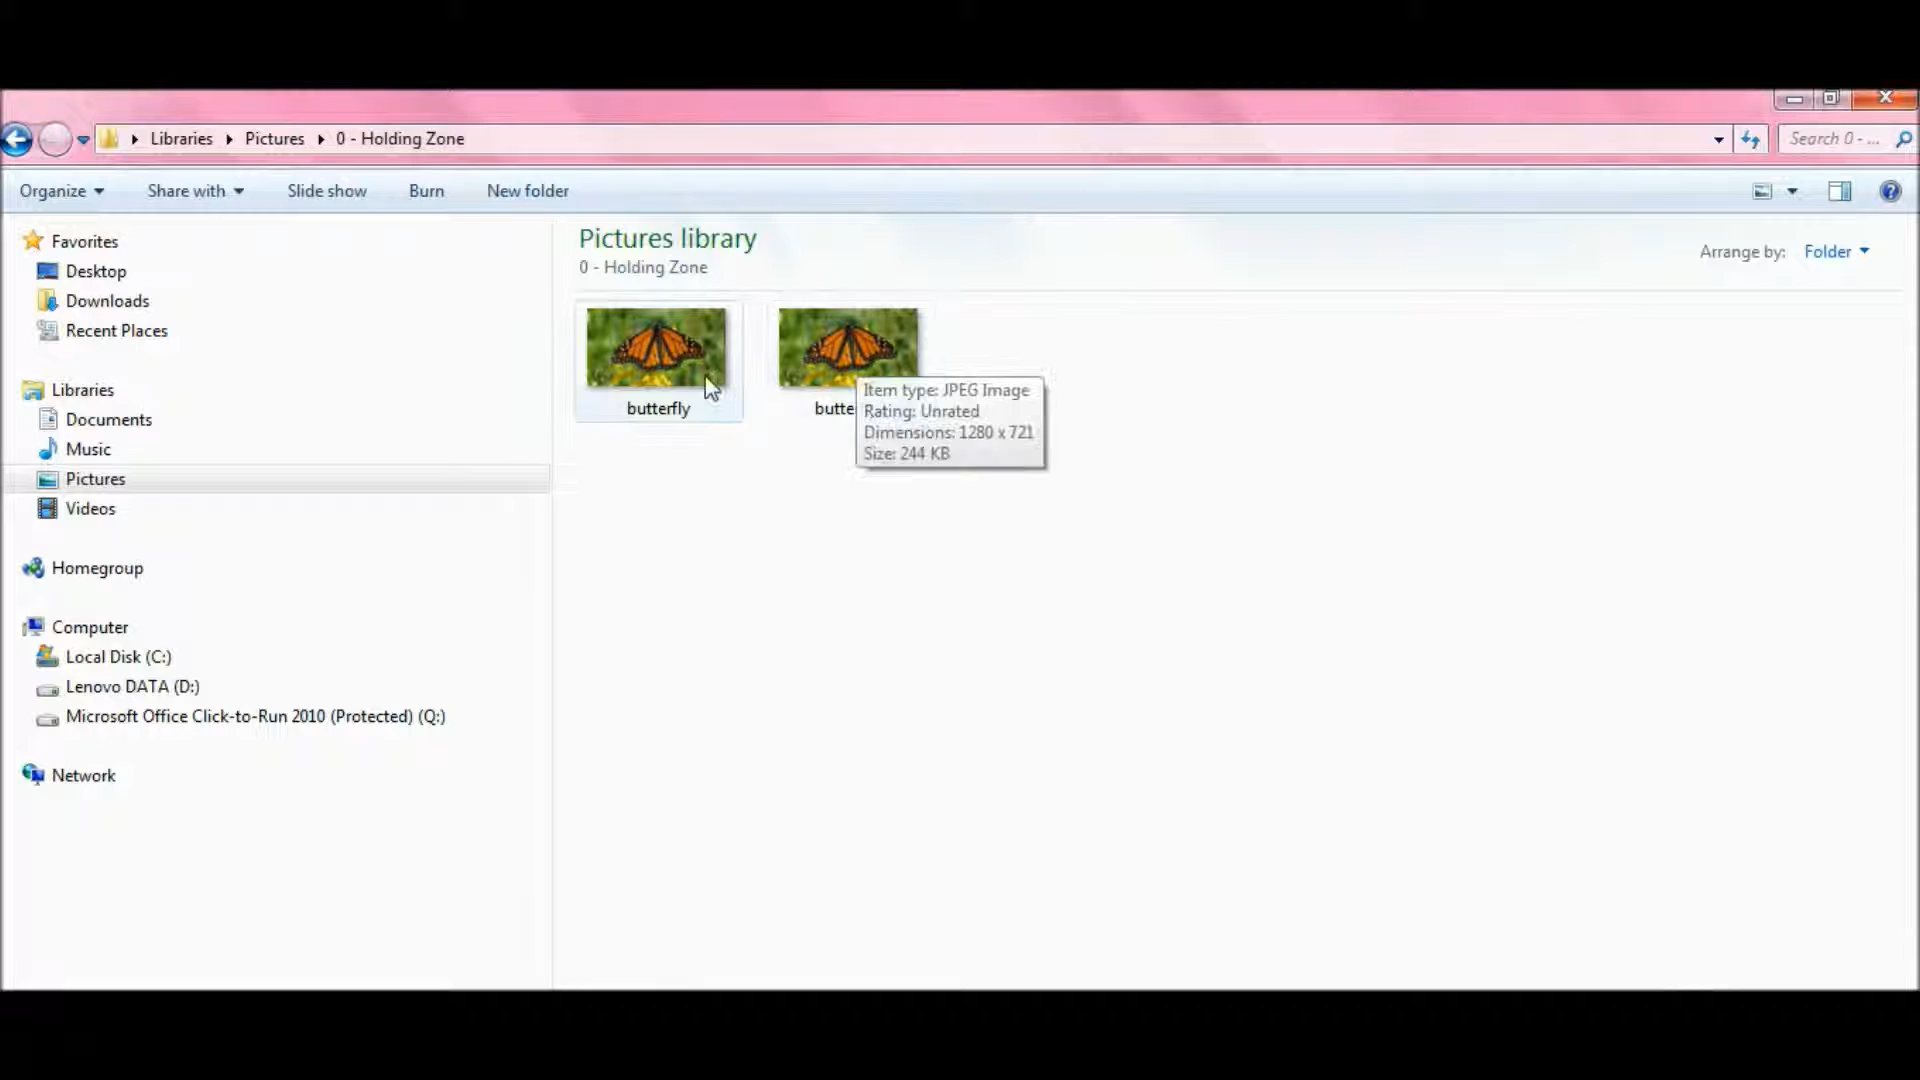 Libraries Pictures 0 - Holding Zone
Search 0 - ...
Organize Share with Slide show Burn New folder
Favorites
Desktop
Downloads
Recent Places
Libraries
Documents
Music
Pictures
Videos
Homegroup
Computer
Local Disk (C:)
Lenovo DATA (D:)
Microsoft Office Click-to-Run 2010 (Protected) (Q:)
Network
Pictures library
0 - Holding Zone
Arrange by: Folder
butterfly
butte
Item type: JPEG Image
Rating: Unrated
Dimensions: 1280 x 721
Size: 244 KB